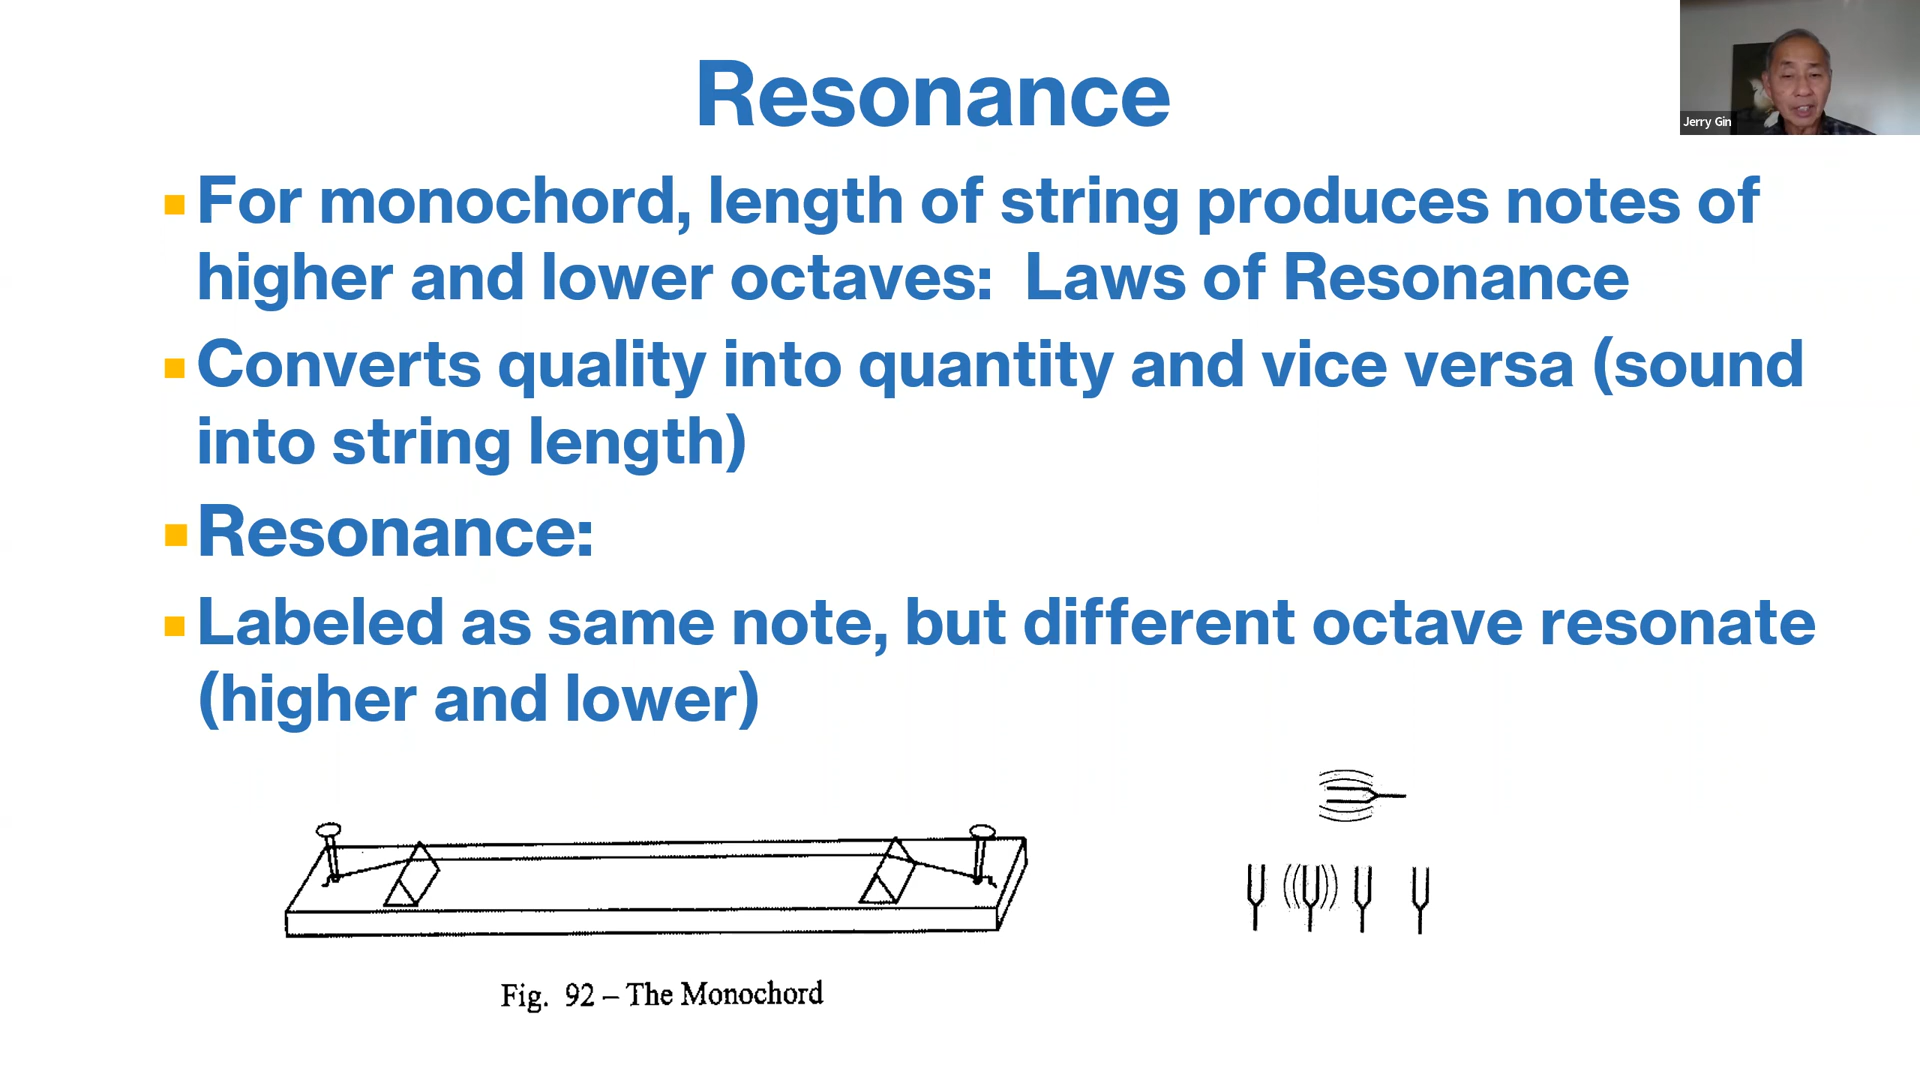 Resonance
Jerry Gin
For monochord, length of string produces notes of
higher and lower octaves: Laws of Resonance
Converts quality into quantity and vice versa (sound
into string length)
Resonance:
Labeled as same note, but different octave resonate
(higher and lower)
Fig. 92 – The Monochord